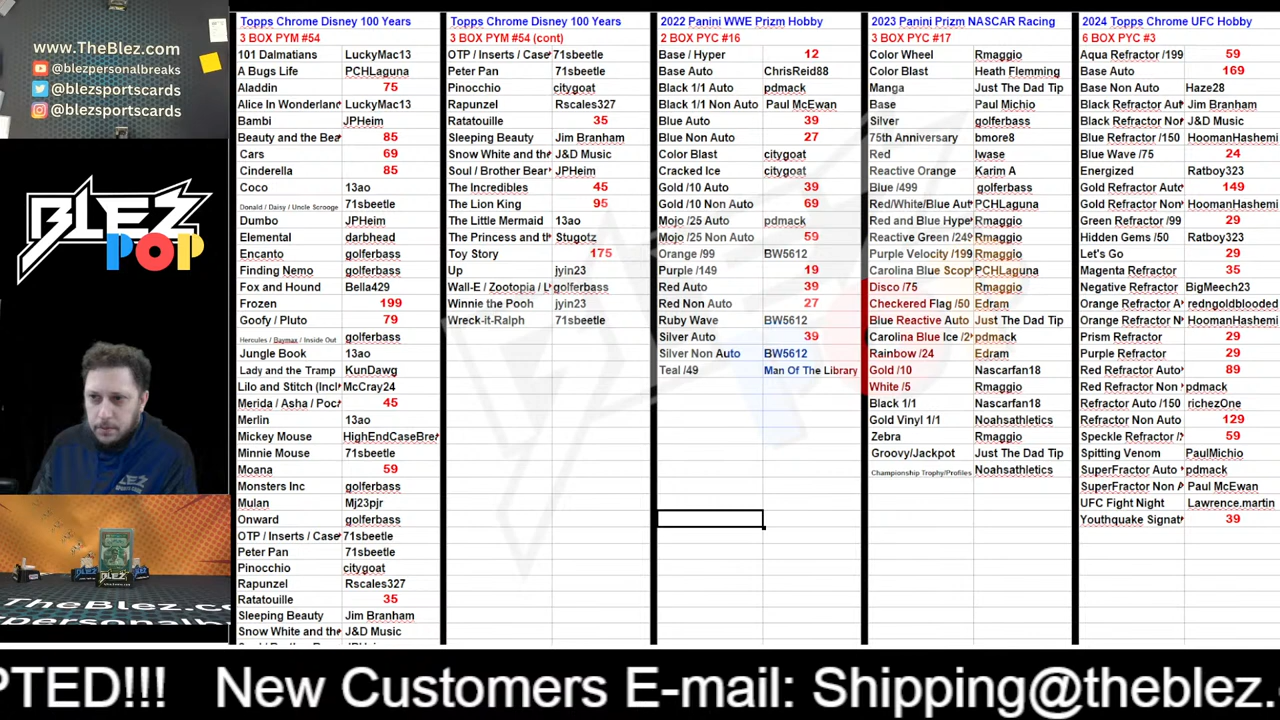 www.TheBlez.com
@blezpersonalbreaks
@blezsportscards
@blezsportscards
BLEZ
POP
TheBlez.co
Topps Chrome Disney 100 Years
3 BOX PYM #54
101 Dalmatians LuckyMac13
A Bugs Life PCHLaguna
Aladdin 75
Alice In Wonderlan LuckyMac13
Bambi JPHeim
Beauty and the Bea 85
Cars 69
Cinderella 85
Coco 13ao
Donald / Daisy / Uncle Scrooge 71sbeetle
Dumbo JPHeim
Elemental darbhead
Encanto golferbass
Finding Nemo golferbass
Fox and Hound Bella429
Frozen 199
Goofy / Pluto 79
Hercules / Baymax / Inside Out golferbass
Jungle Book 13ao
Lady and the Tramp KunDawg
Lilo and Stitch (Incl McCray24
Merida / Asha / Poc 45
Merlin 13ao
Mickey Mouse HighEndCaseBre
Minnie Mouse 71sbeetle
Moana 59
Monsters Inc golferbass
Mulan Mj23pjr
Onward golferbass
OTP / Inserts / Case 71sbeetle
Peter Pan 71sbeetle
Pinocchio citygoat
Rapunzel Rscales327
Ratatouille 35
Sleeping Beauty Jim Branham
Snow White and the J&D Music
Topps Chrome Disney 100 Years
3 BOX PYM #54 (cont)
OTP / Inserts / Case 71sbeetle
Peter Pan 71sbeetle
Pinocchio citygoat
Rapunzel Rscales327
Ratatouille 35
Sleeping Beauty Jim Branham
Snow White and the J&D Music
Soul / Brother Bear JPHeim
The Incredibles 45
The Lion King 95
The Little Mermaid 13ao
The Princess and th Stugotz
Toy Story 175
Up jyin23
Wall-E / Zootopia / L golferbass
Winnie the Pooh jyin23
Wreck-it-Ralph 71sbeetle
2022 Panini WWE Prizm Hobby
2 BOX PYC #16
Base / Hyper 12
Base Auto ChrisReid88
Black 1/1 Auto pdmack
Black 1/1 Non Auto Paul McEwan
Blue Auto 39
Blue Non Auto 27
Color Blast citygoat
Cracked Ice citygoat
Gold /10 Auto 39
Gold /10 Non Auto 69
Mojo /25 Auto pdmack
Mojo /25 Non Auto 59
Orange /99 BW5612
Purple /149 19
Red Auto 39
Red Non Auto 27
Ruby Wave BW5612
Silver Auto 39
Silver Non Auto BW5612
Teal /49 Man Of The Library
2023 Panini Prizm NASCAR Racing
3 BOX PYC #17
Color Wheel Rmaggio
Color Blast Heath Flemming
Manga Just The Dad Tip
Base Paul Michio
Silver golferbass
75th Anniversary bmore8
Red Iwase
Reactive Orange Karim A
Blue /499 golferbass
Red/White/Blue Aut PCHLaguna
Red and Blue Hype Rmaggio
Reactive Green /249 Rmaggio
Purple Velocity /199 Rmaggio
Carolina Blue Scop PCHLaguna
Disco /75 Rmaggio
Checkered Flag /50 Edram
Blue Reactive Auto Just The Dad Tip
Carolina Blue Ice /2 pdmack
Rainbow /24 Edram
Gold /10 Nascarfan18
White /5 Rmaggio
Black 1/1 Nascarfan18
Gold Vinyl 1/1 Noahsathletics
Zebra Rmaggio
Groovy/Jackpot Just The Dad Tip
Championship Trophy/Profiles Noahsathletics
2024 Topps Chrome UFC Hobby
6 BOX PYC #3
Aqua Refractor /199 59
Base Auto 169
Base Non Auto Haze28
Black Refractor Au Jim Branham
Black Refractor No J&D Music
Blue Refractor /150 HoomanHashemi
Blue Wave /75 24
Energized Ratboy323
Gold Refractor Aut 149
Gold Refractor Non HoomanHashemi
Green Refractor /99 29
Hidden Gems /50 Ratboy323
Let's Go 29
Magenta Refractor 35
Negative Refractor BigMeech23
Orange Refractor A redngoldblooded
Orange Refractor N HoomanHashemi
Prism Refractor 29
Purple Refractor 29
Red Refractor Auto 89
Red Refractor Non pdmack
Refractor Auto /150 richezOne
Refractor Non Auto 129
Speckle Refractor /2 59
Spitting Venom PaulMichio
SuperFractor Auto pdmack
SuperFractor Non A Paul McEwan
UFC Fight Night Lawrence.martin
Youthquake Signat 39
PTED!!! New Customers E-mail: Shipping@theblez.